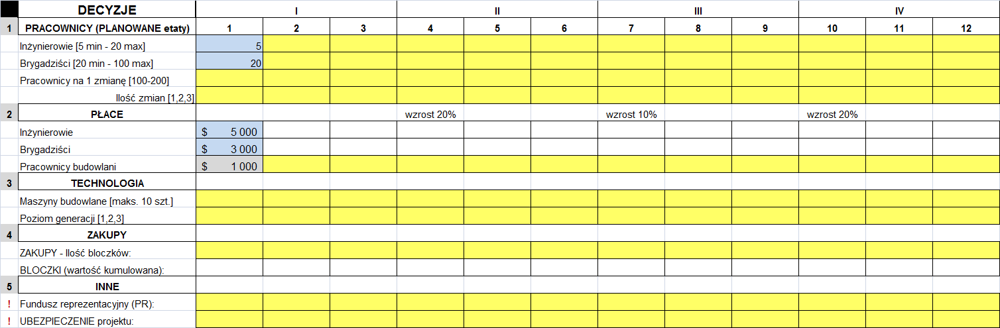 DECYZJE I II III IV
1 PRACOWNICY (PLANOWANE etaty) 1 2 3 4 5 6 7 8 9 10 11 12
Inżynierowie [5 min - 20 max] 5
Brygadziści [20 min - 100 max] 20
Pracownicy na 1 zmianę [100-200]
Ilość zmian [1,2,3]
2 PŁACE wzrost 20% wzrost 10% wzrost 20%
Inżynierowie $ 5 000
Brygadziści $ 3 000
Pracownicy budowlani $ 1 000
3 TECHNOLOGIA
Maszyny budowlane [maks. 10 szt.]
Poziom generacji [1,2,3]
4 ZAKUPY
ZAKUPY - Ilość bloczków:
BLOCZKI (wartość kumulowana):
5 INNE
! Fundusz reprezentacyjny (PR):
! UBEZPIECZENIE projektu: